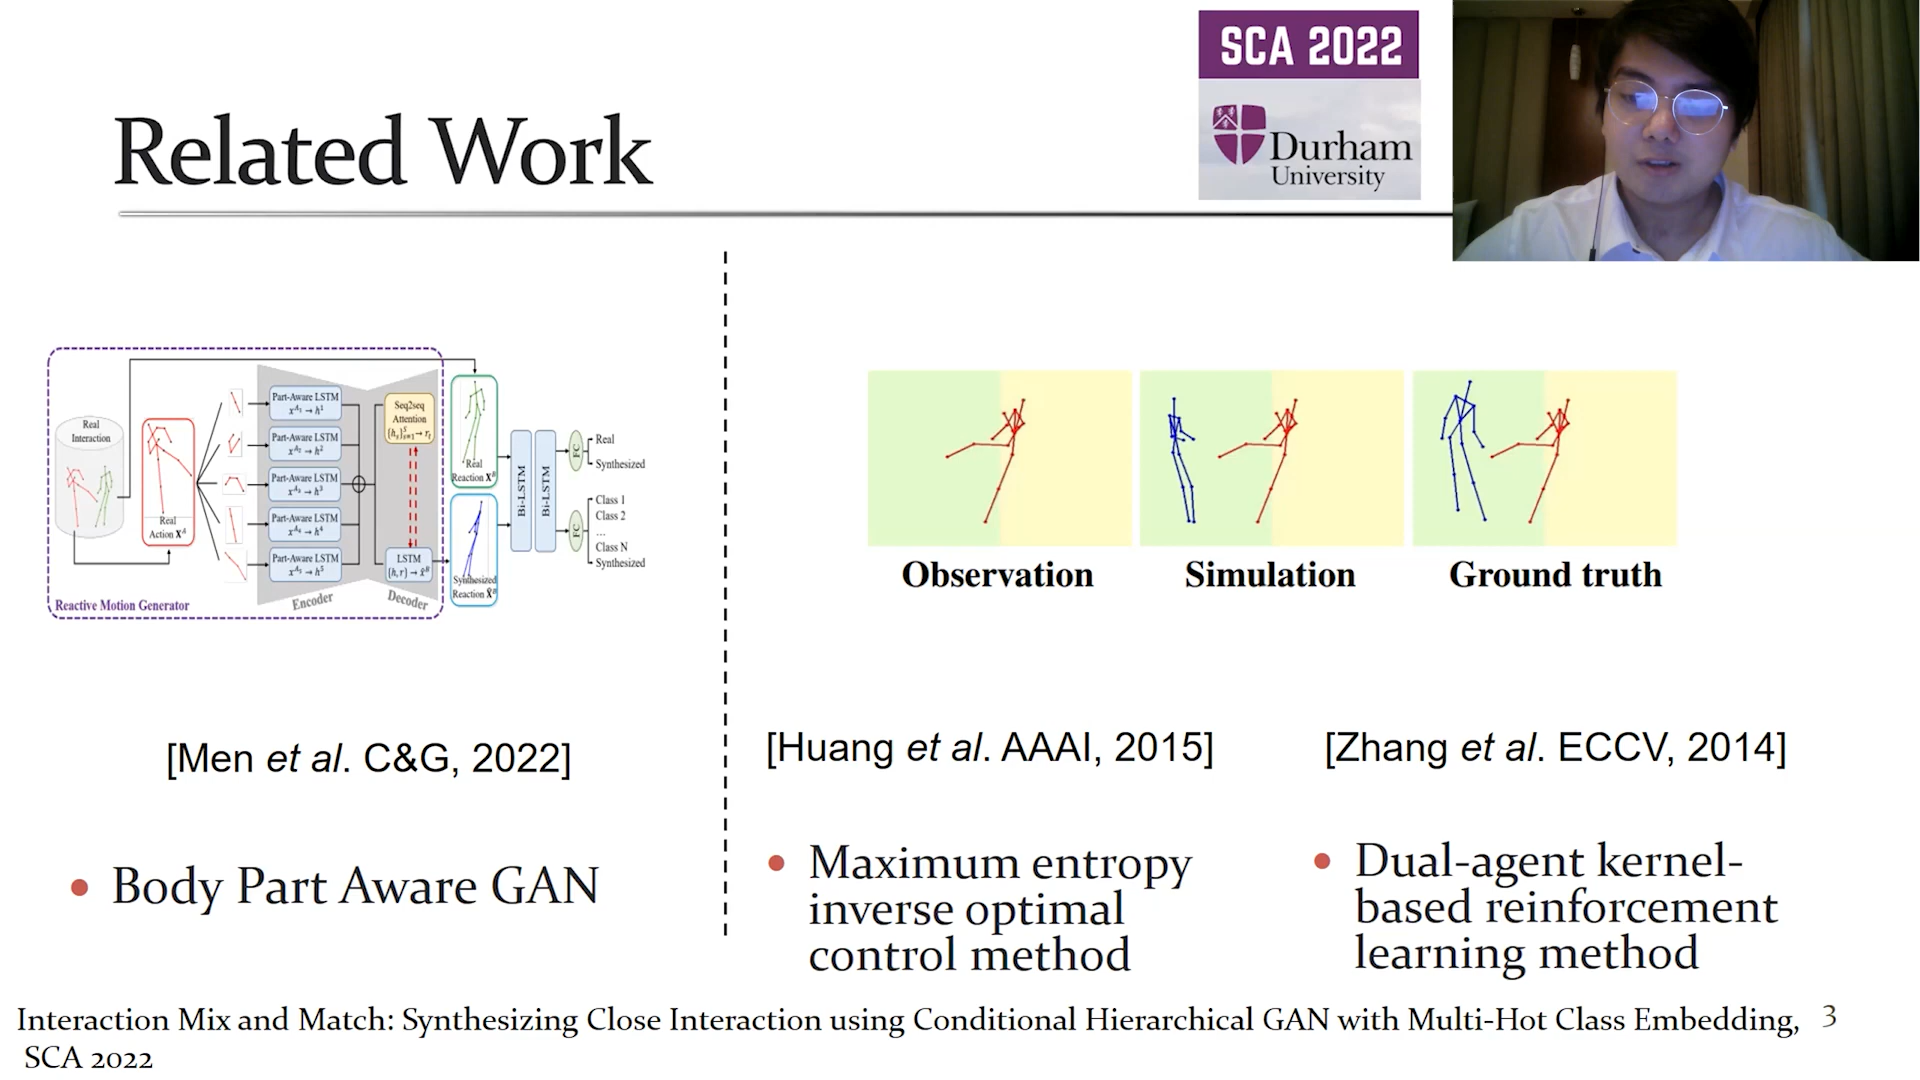 SCA 2022
Durham
University
Related Work
Real
Interaction
Real
Action X^A
Part-Aware LSTM
x^{A_1} → h^1
Part-Aware LSTM
x^{A_2} → h^2
Part-Aware LSTM
x^{A_3} → h^3
Part-Aware LSTM
x^{A_4} → h^4
Part-Aware LSTM
x^{A_5} → h^5
Encoder
Seq2seq
Attention
LSTM
Decoder
Reactive Motion Generator
Real
Reaction X^B
Synthesized
Bi-LSTM
Bi-LSTM
FC
Real
Synthesized
FC
Class 1
Class 2
...
Class N
Synthesized
Observation
Simulation
Ground truth
[Men et al. C&G, 2022]
[Huang et al. AAAI, 2015]
[Zhang et al. ECCV, 2014]
• Body Part Aware GAN
• Maximum entropy
inverse optimal
control method
• Dual-agent kernel-
based reinforcement
learning method
Interaction Mix and Match: Synthesizing Close Interaction using Conditional Hierarchical GAN with Multi-Hot Class Embedding,
SCA 2022
3